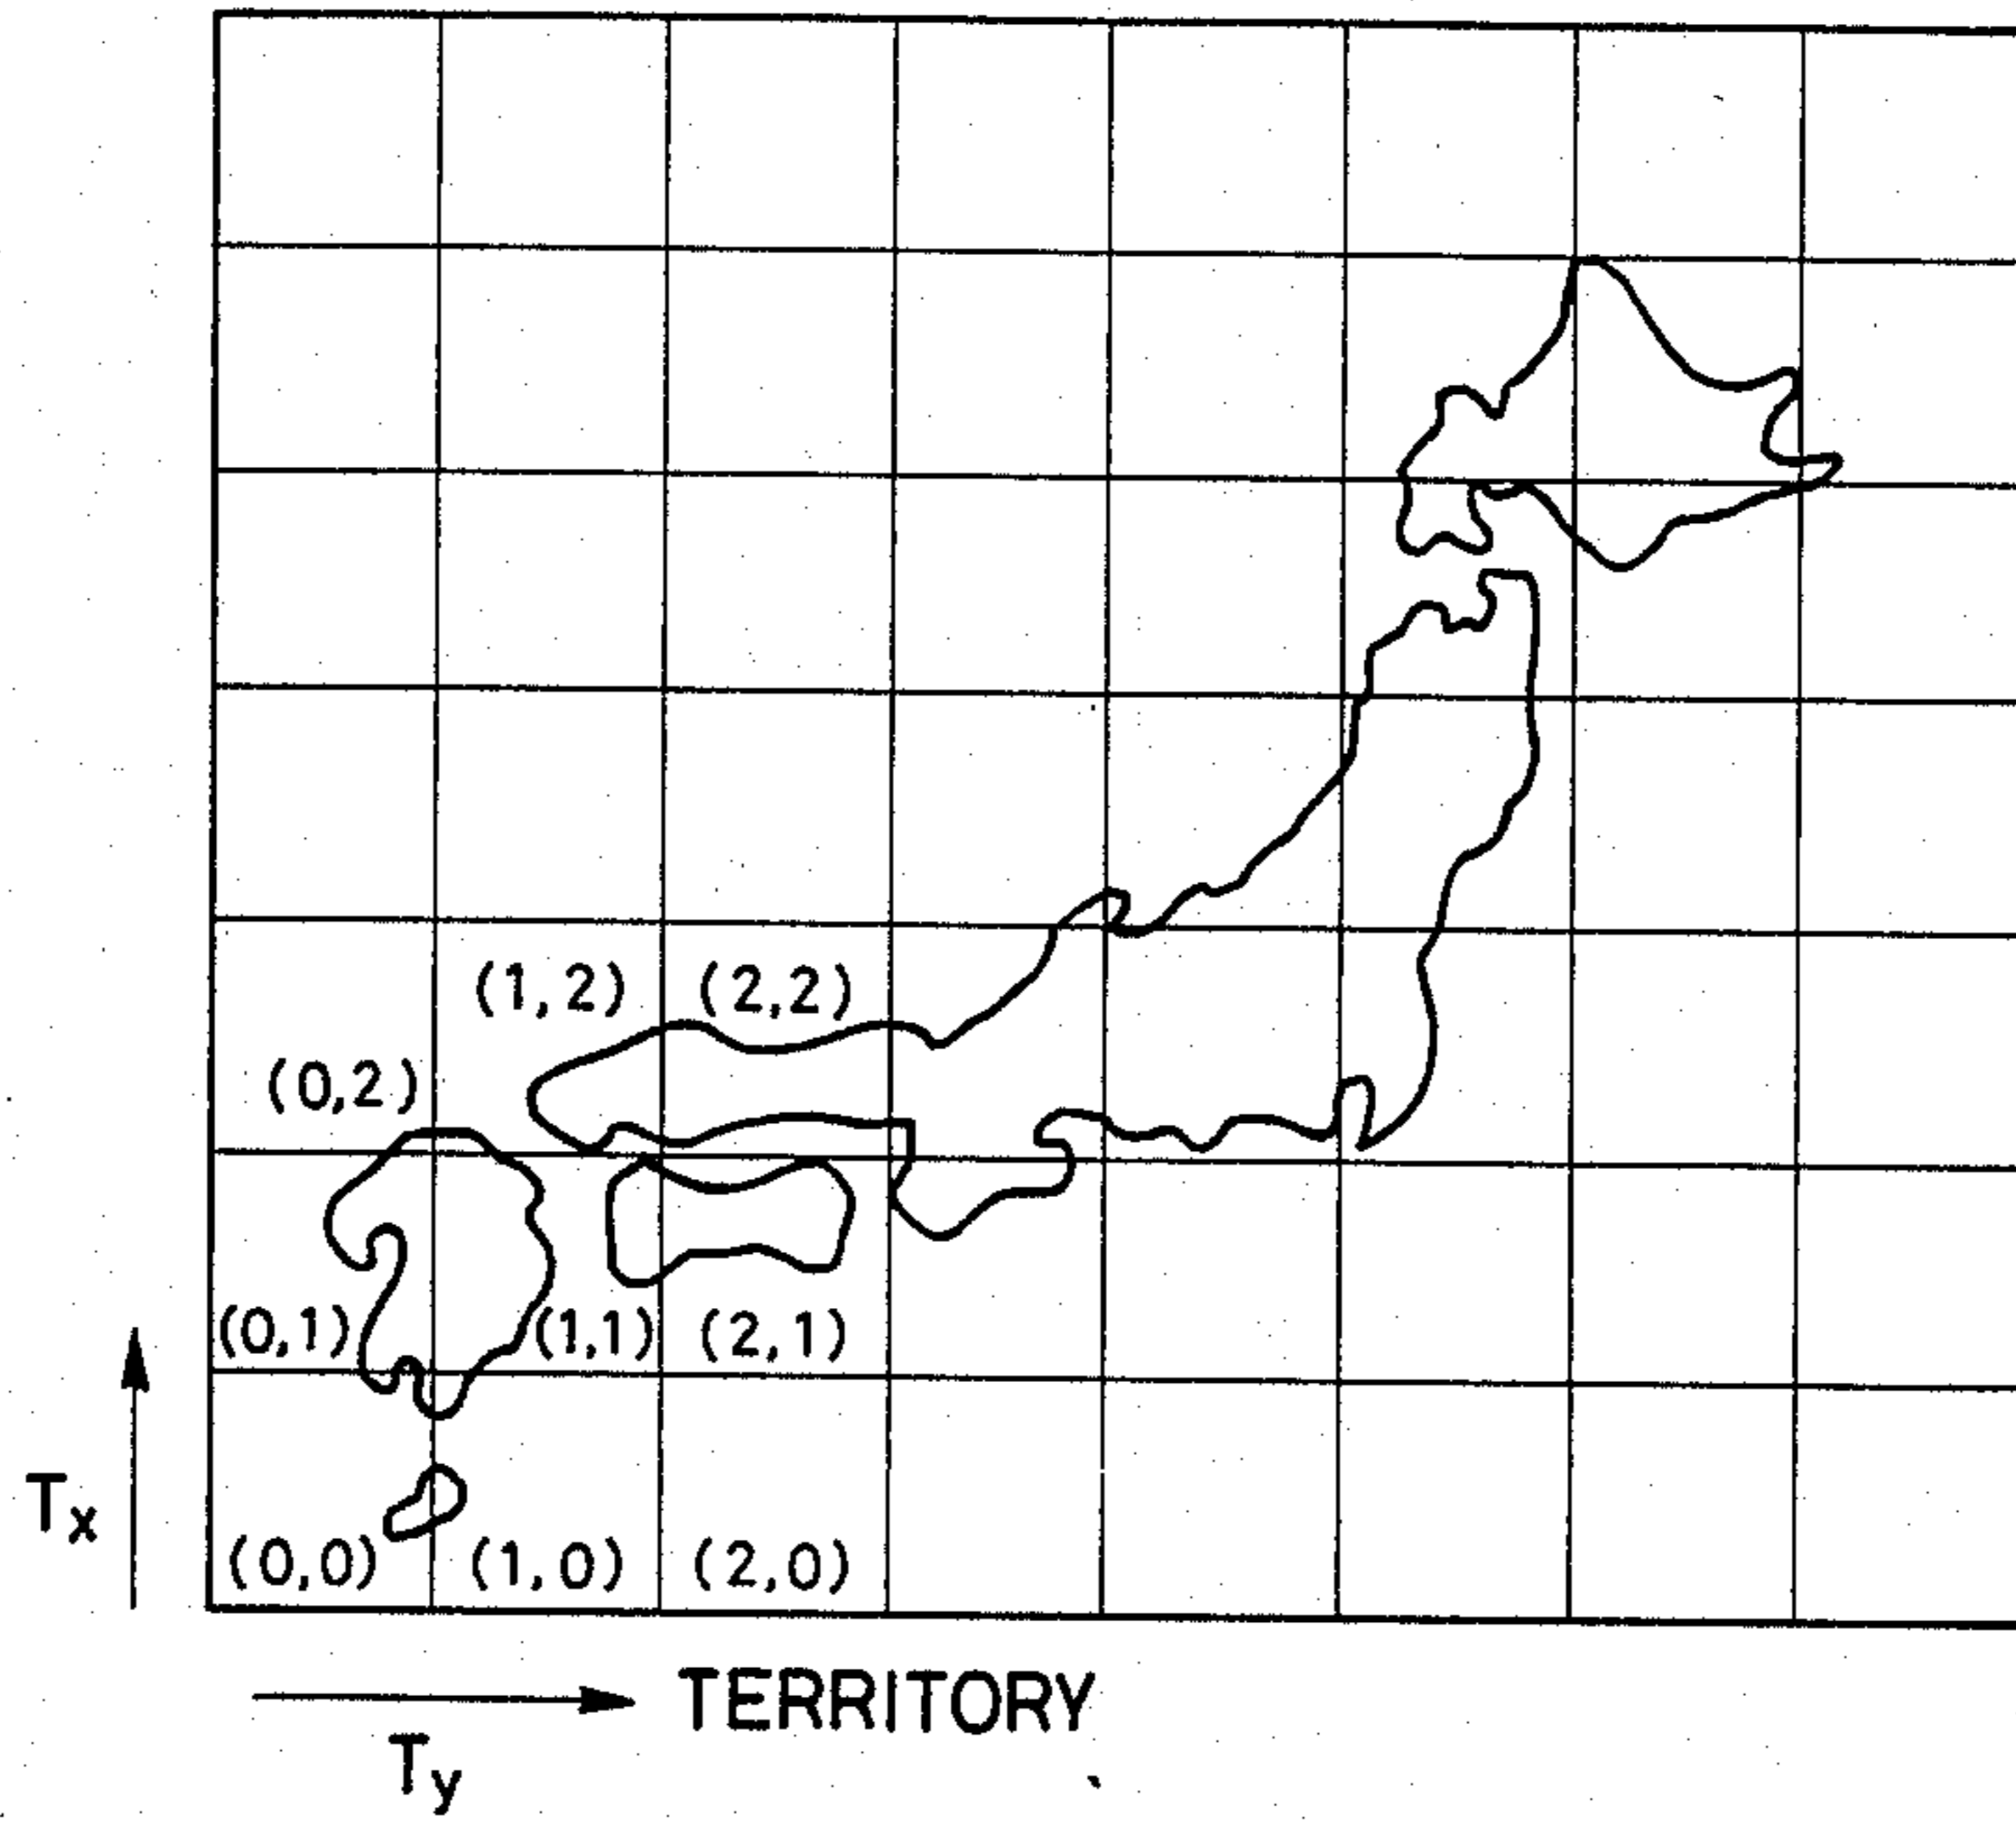 (1,2) (2,2)
(0,2)
(0,1) (1,1) (2,1)
Tx
(0,0) (1,0) (2,0)
TERRITORY
Ty